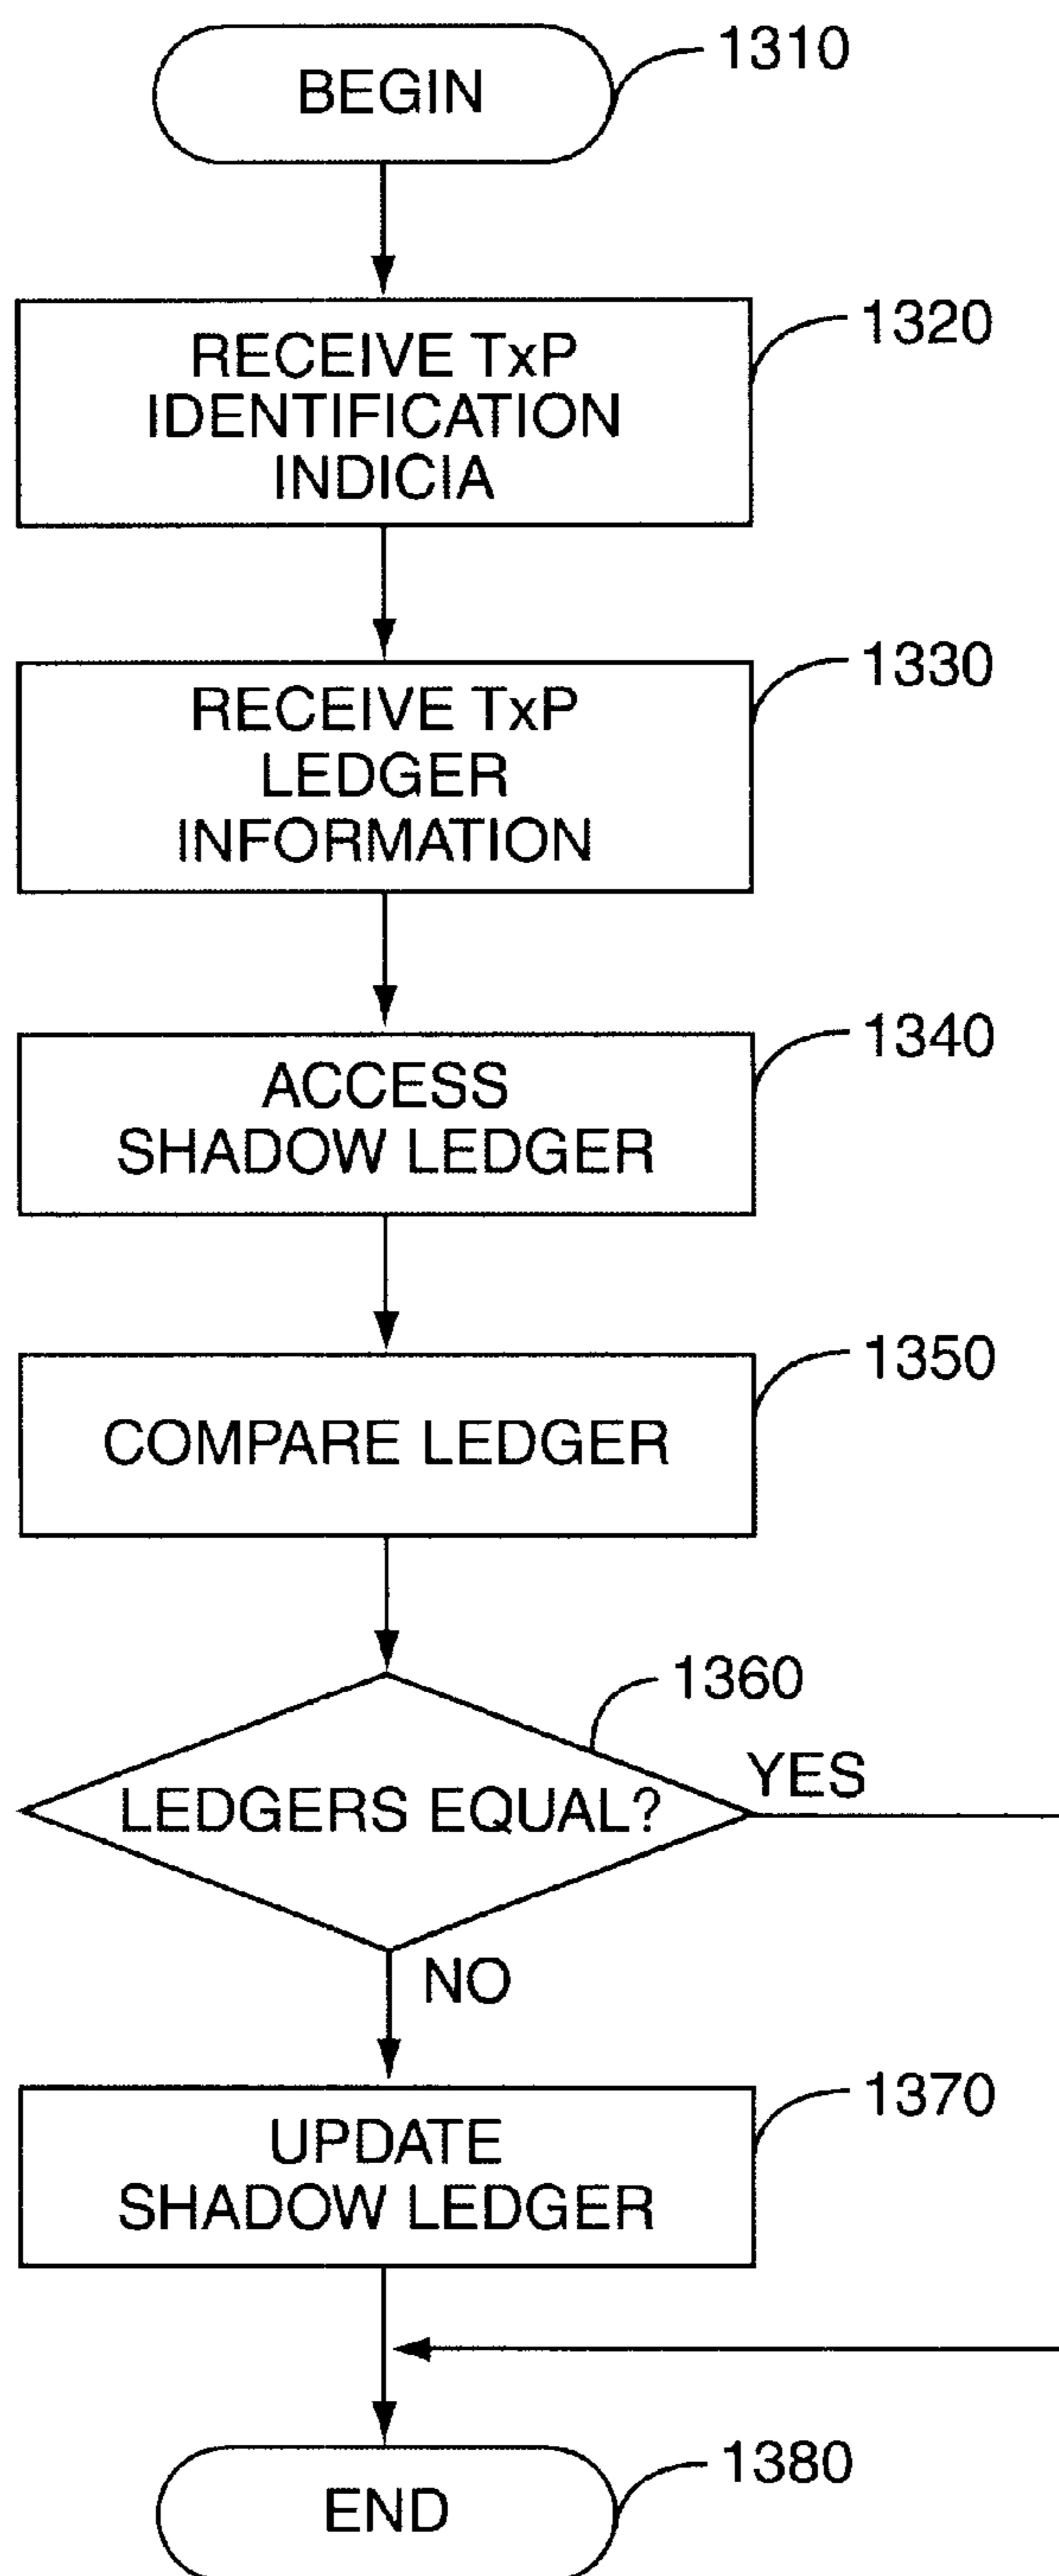 BEGIN
1310
RECEIVE TxP
IDENTIFICATION
INDICIA
1320
RECEIVE TxP
LEDGER
INFORMATION
1330
ACCESS
SHADOW LEDGER
1340
COMPARE LEDGER
1350
LEDGERS EQUAL?
1360
YES
NO
UPDATE
SHADOW LEDGER
1370
END
1380